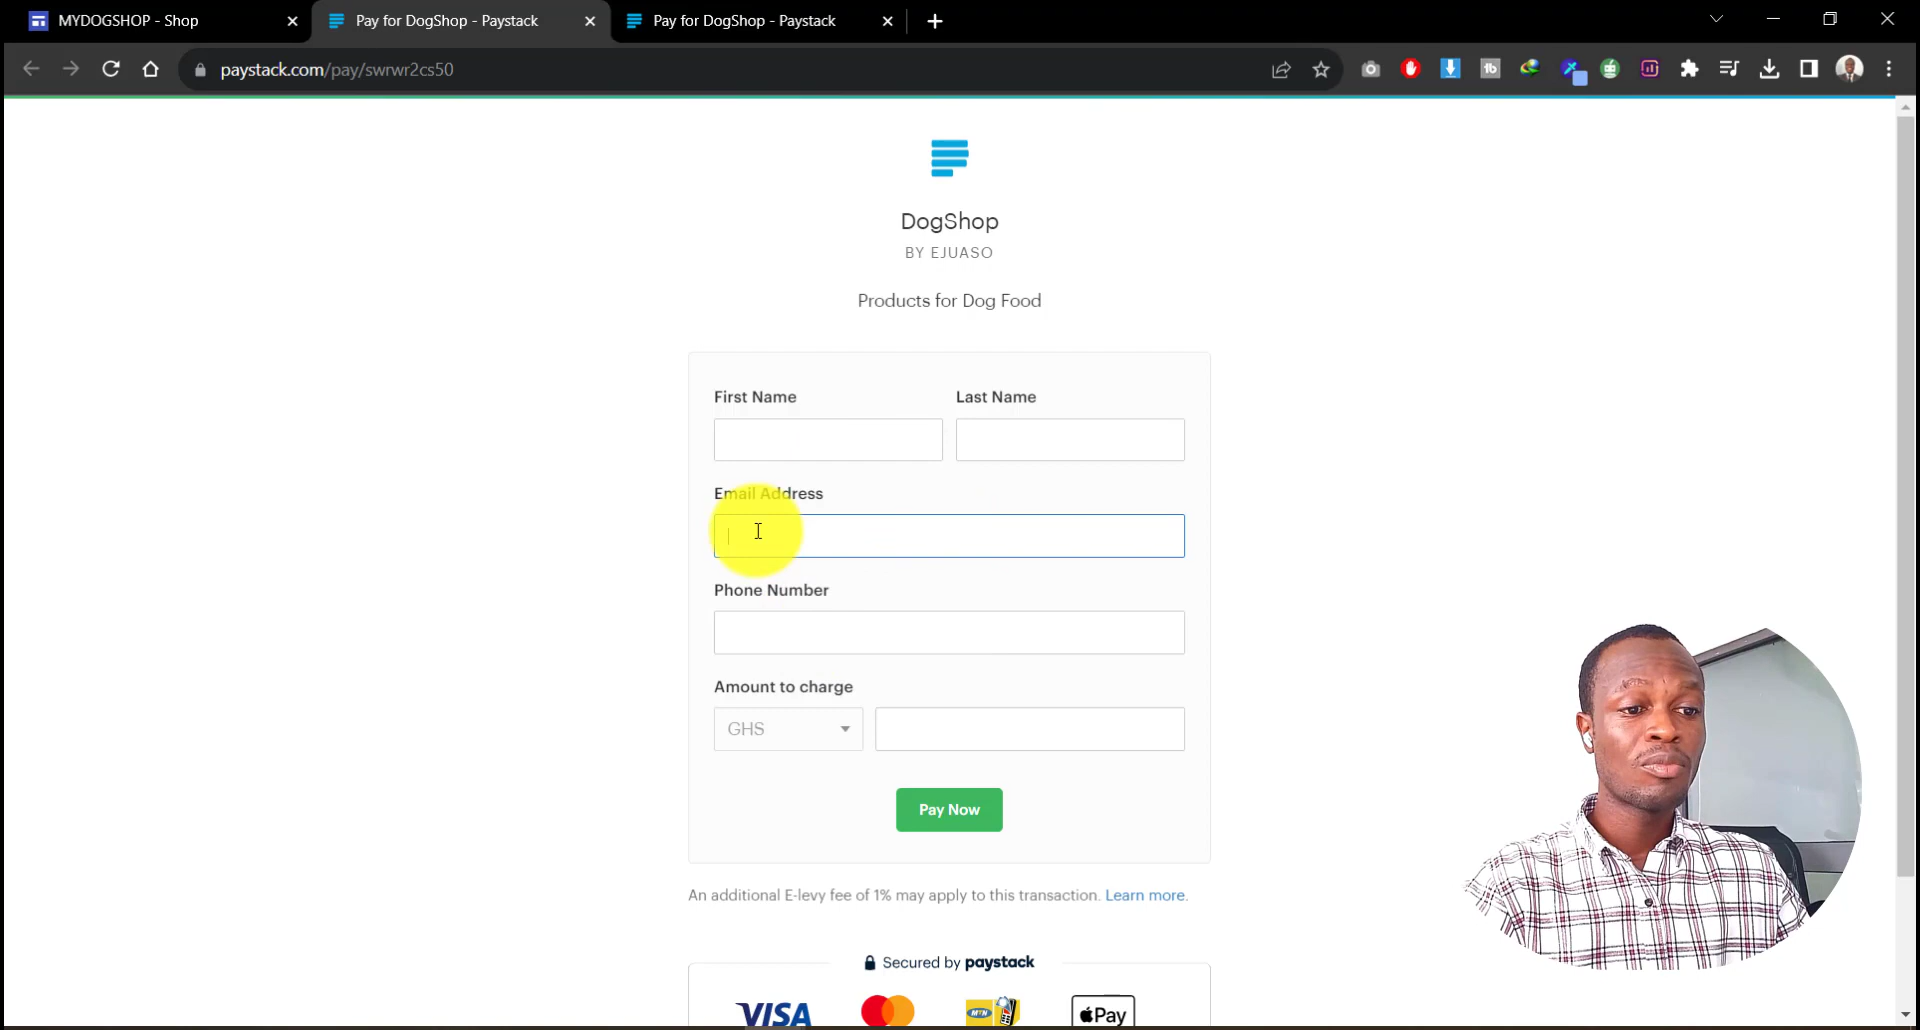 MYDOGSHOP - Shop
Pay for DogShop - Paystack
Pay for DogShop - Paystack
paystack.com/pay/swrwr2cs50
DogShop
BY EJUASO
Products for Dog Food
First Name
Last Name
Email Address
Phone Number
Amount to charge
GHS
Pay Now
An additional E-levy fee of 1% may apply to this transaction. Learn more.
Secured by paystack
VISA
MTN
Pay